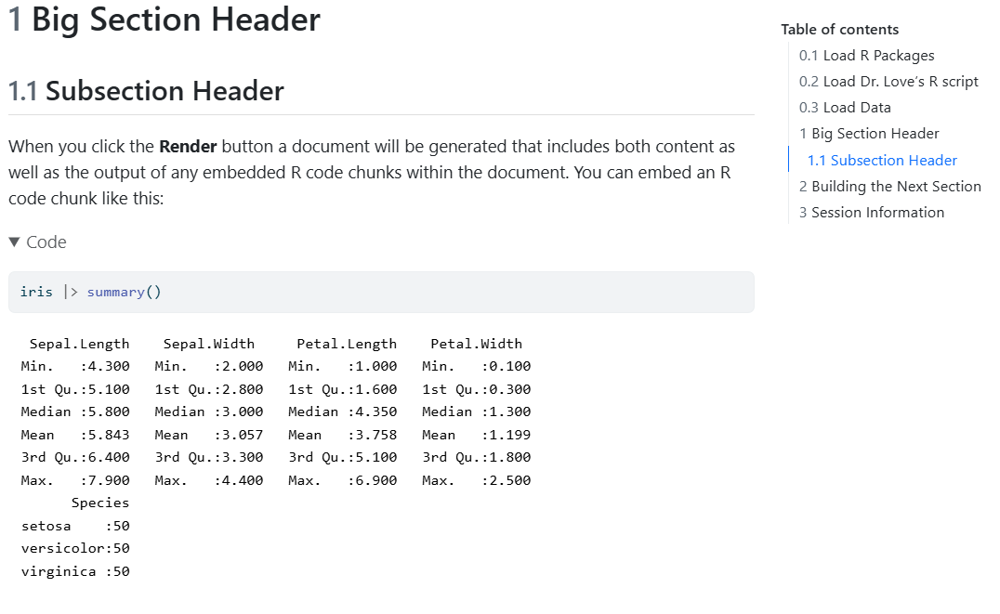 1 Big Section Header
1.1 Subsection Header
When you click the Render button a document will be generated that includes both content as
well as the output of any embedded R code chunks within the document. You can embed an R
code chunk like this:
▼ Code
iris |> summary()
  Sepal.Length    Sepal.Width     Petal.Length    Petal.Width
 Min.   :4.300   Min.   :2.000   Min.   :1.000   Min.   :0.100
 1st Qu.:5.100   1st Qu.:2.800   1st Qu.:1.600   1st Qu.:0.300
 Median :5.800   Median :3.000   Median :4.350   Median :1.300
 Mean   :5.843   Mean   :3.057   Mean   :3.758   Mean   :1.199
 3rd Qu.:6.400   3rd Qu.:3.300   3rd Qu.:5.100   3rd Qu.:1.800
 Max.   :7.900   Max.   :4.400   Max.   :6.900   Max.   :2.500
       Species
 setosa    :50
 versicolor:50
 virginica :50
Table of contents
0.1 Load R Packages
0.2 Load Dr. Love’s R script
0.3 Load Data
1 Big Section Header
1.1 Subsection Header
2 Building the Next Section
3 Session Information